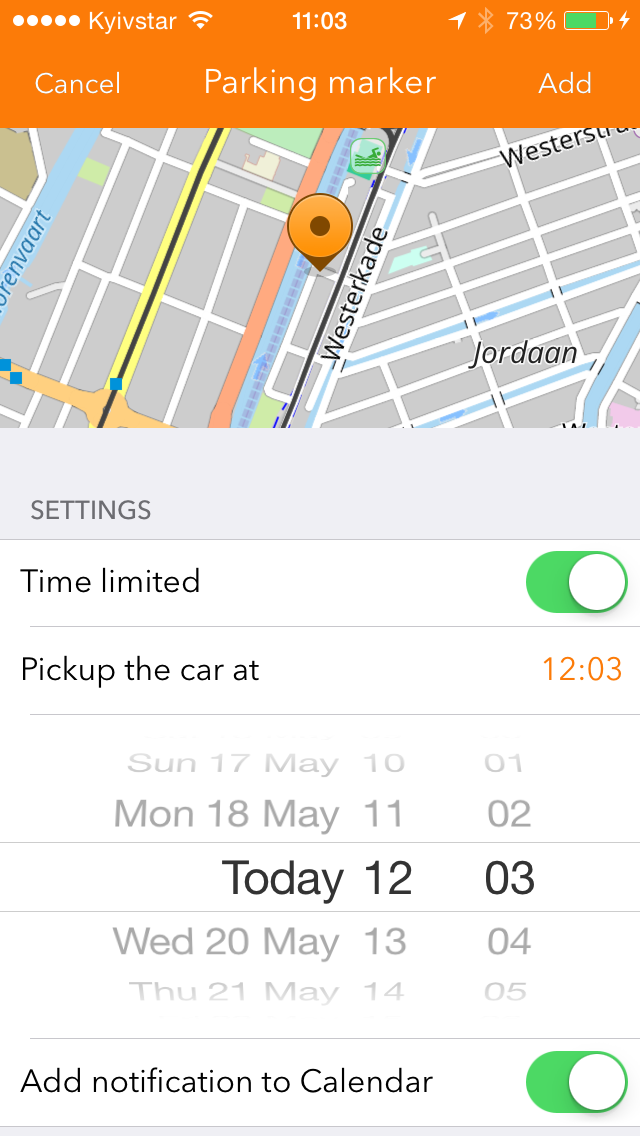 Kyivstar 11:03 73%
Cancel Parking marker Add
Westerstra
orenvaart
Westerkade
Jordaan
SETTINGS
Time limited
Pickup the car at 12:03
Sun 17 May 10 01
Mon 18 May 11 02
Today 12 03
Wed 20 May 13 04
Thu 21 May 14 05
Add notification to Calendar